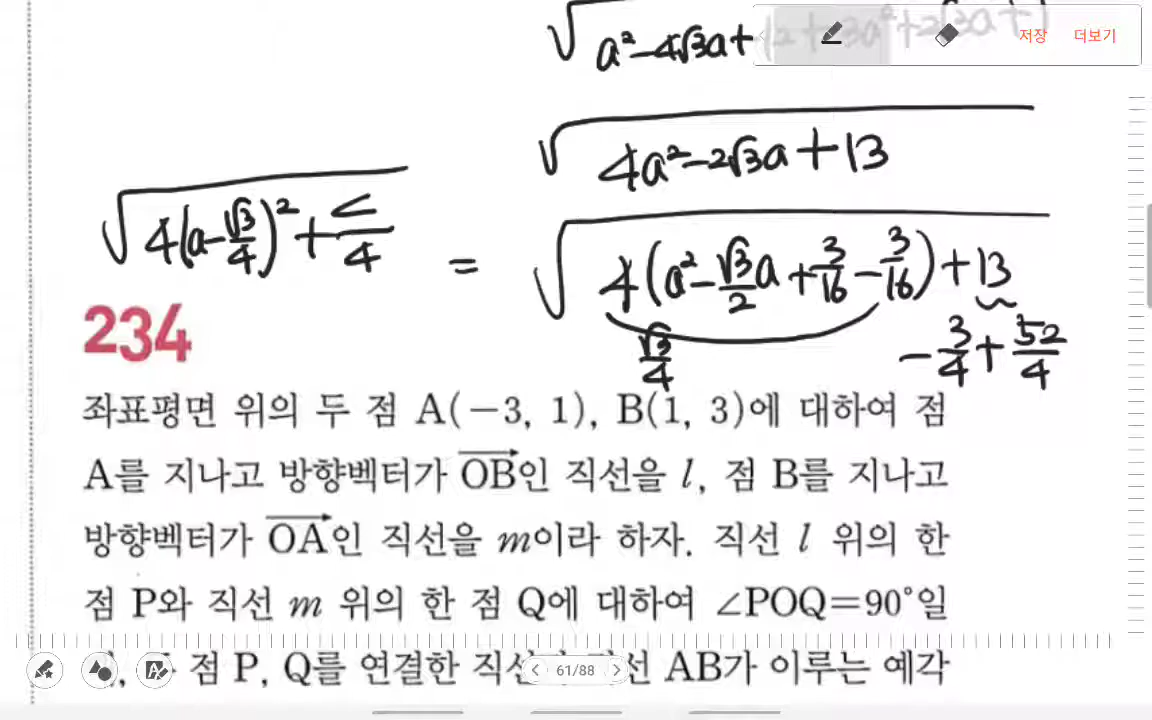 √(a²-4√3a+
저장 더보기
√(4a²-2√3a+13)
√(4(a-√3/4)²+ /4)
= √(4(a²-√3/2a+3/16-3/16)+13)
√3/4
-3/4+52/4
234
좌표평면 위의 두 점 A(-3, 1), B(1, 3)에 대하여 점
A를 지나고 방향벡터가 OB인 직선을 l, 점 B를 지나고
방향벡터가 OA인 직선을 m이라 하자. 직선 l 위의 한
점 P와 직선 m 위의 한 점 Q에 대하여 ∠POQ=90°일
점 P, Q를 연결한 AB가 이루는 예각
61/88